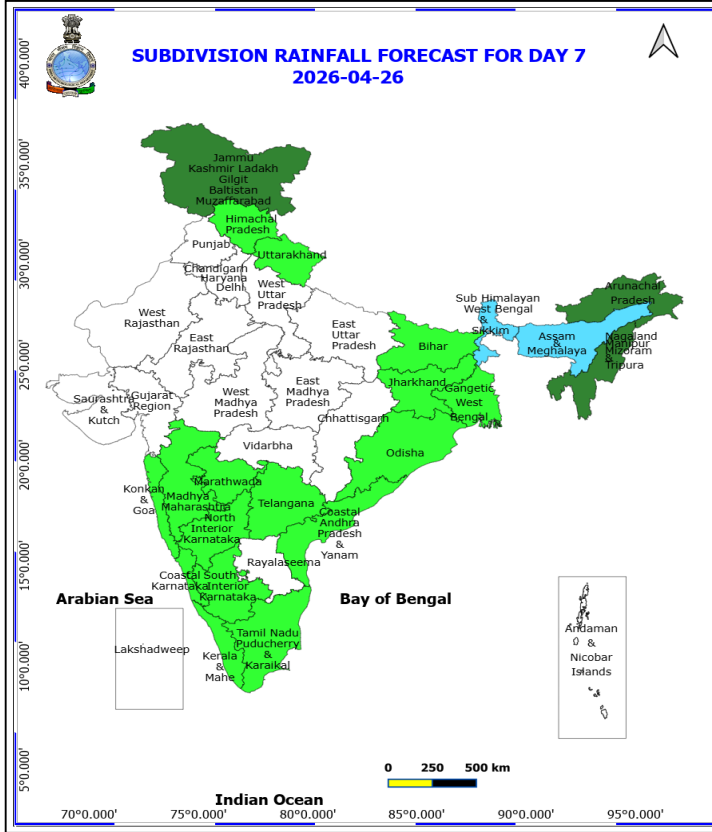 SUBDIVISION RAINFALL FORECAST FOR DAY 7
2026-04-26
40°0.000'
35°0.000'
30°0.000'
25°0.000'
20°0.000'
15°0.000'
10°0.000'
5°0.000'
Jammu
Kashmir Ladakh
Gilgit
Baltistan
Muzaffarabad
Himachal
Pradesh
Punjab
Uttarakhand
Chandigarh
Haryana
Delhi
West
Uttar
Pradesh
West
Rajasthan
East
Rajasthan
East
Uttar
Pradesh
Sub Himalayan
West Bengal
&
Sikkim
Arunachal
Pradesh
Assam
&
Meghalaya
Nagaland
Manipur
Mizoram
&
Tripura
Bihar
Jharkhand
Gangetic
West
Bengal
Saurashtra
&
Kutch
Gujarat
Region
West
Madhya
Pradesh
East
Madhya
Pradesh
Chhattisgarh
Vidarbha
Odisha
Konkan
&
Goa
Madhya
Maharashtra
Marathwada
Telangana
North
Interior
Karnataka
Coastal
Andhra
Pradesh
&
Yanam
Rayalaseema
Coastal
Karnataka
South
Interior
Karnataka
Tamil Nadu
Puducherry
&
Karaikal
Kerala
&
Mahe
Arabian Sea
Bay of Bengal
Lakshadweep
Andaman
&
Nicobar
Islands
0 250 500 km
Indian Ocean
70°0.000' 75°0.000' 80°0.000' 85°0.000' 90°0.000' 95°0.000'